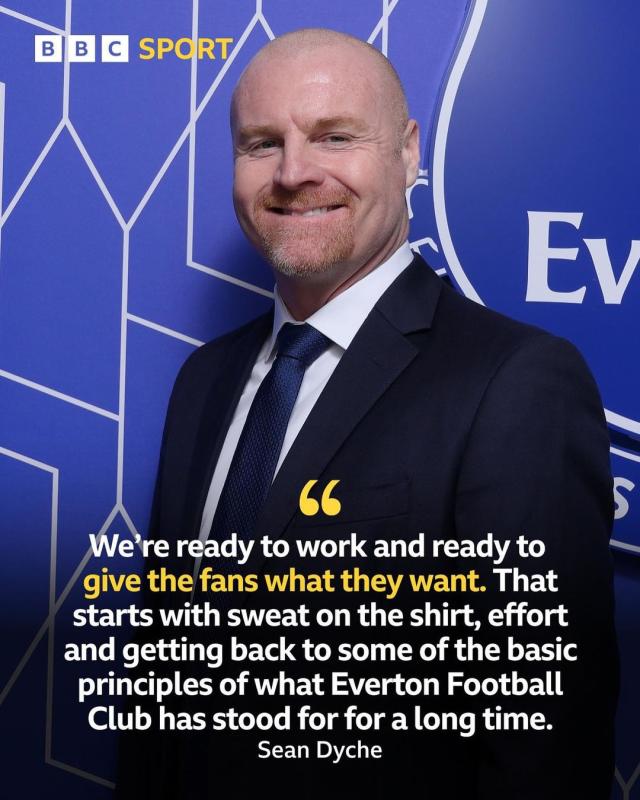 BBC SPORT
Ev
“
We’re ready to work and ready to
give the fans what they want. That
starts with sweat on the shirt, effort
and getting back to some of the basic
principles of what Everton Football
Club has stood for for a long time.
Sean Dyche